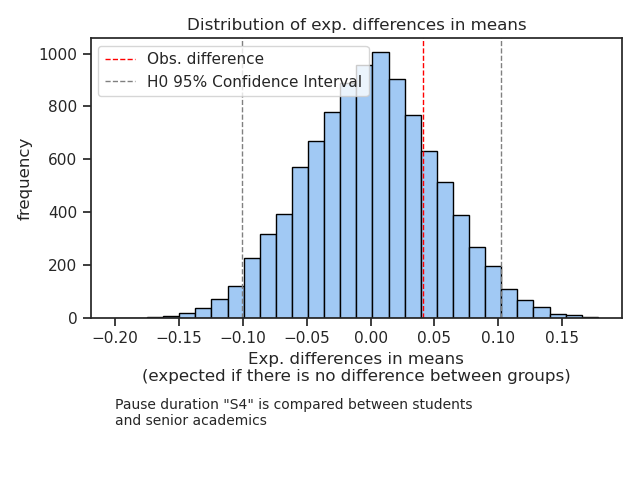 Distribution of exp. differences in means
Obs. difference
H0 95% Confidence Interval
frequency
1000
800
600
400
200
0
−0.20 −0.15 −0.10 −0.05 0.00 0.05 0.10 0.15
Exp. differences in means
(expected if there is no difference between groups)
Pause duration "S4" is compared between students
and senior academics